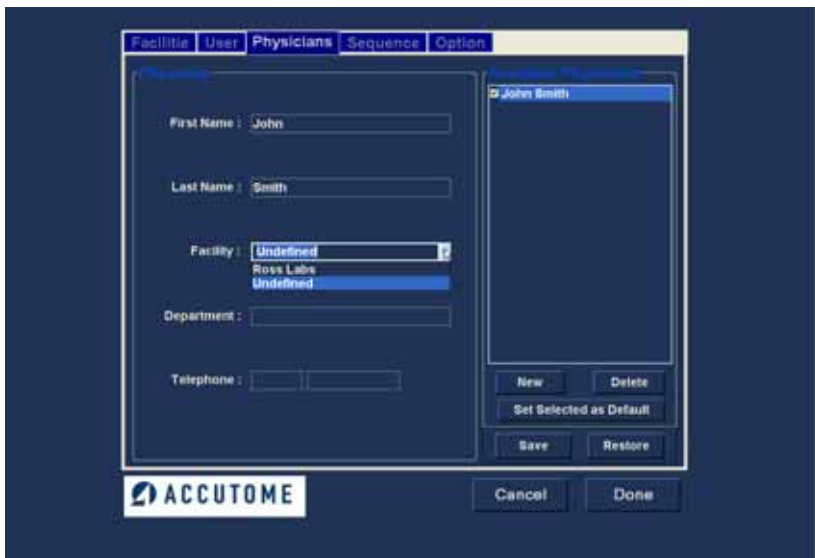 Facilitie User Physicians Sequence Option
First Name : John
Last Name : Smith
Facility : Undefined
Ross Labs
Undefined
Department :
Telephone :
John Smith
New Delete
Set Selected as Default
Save Restore
ACCUTOME
Cancel Done